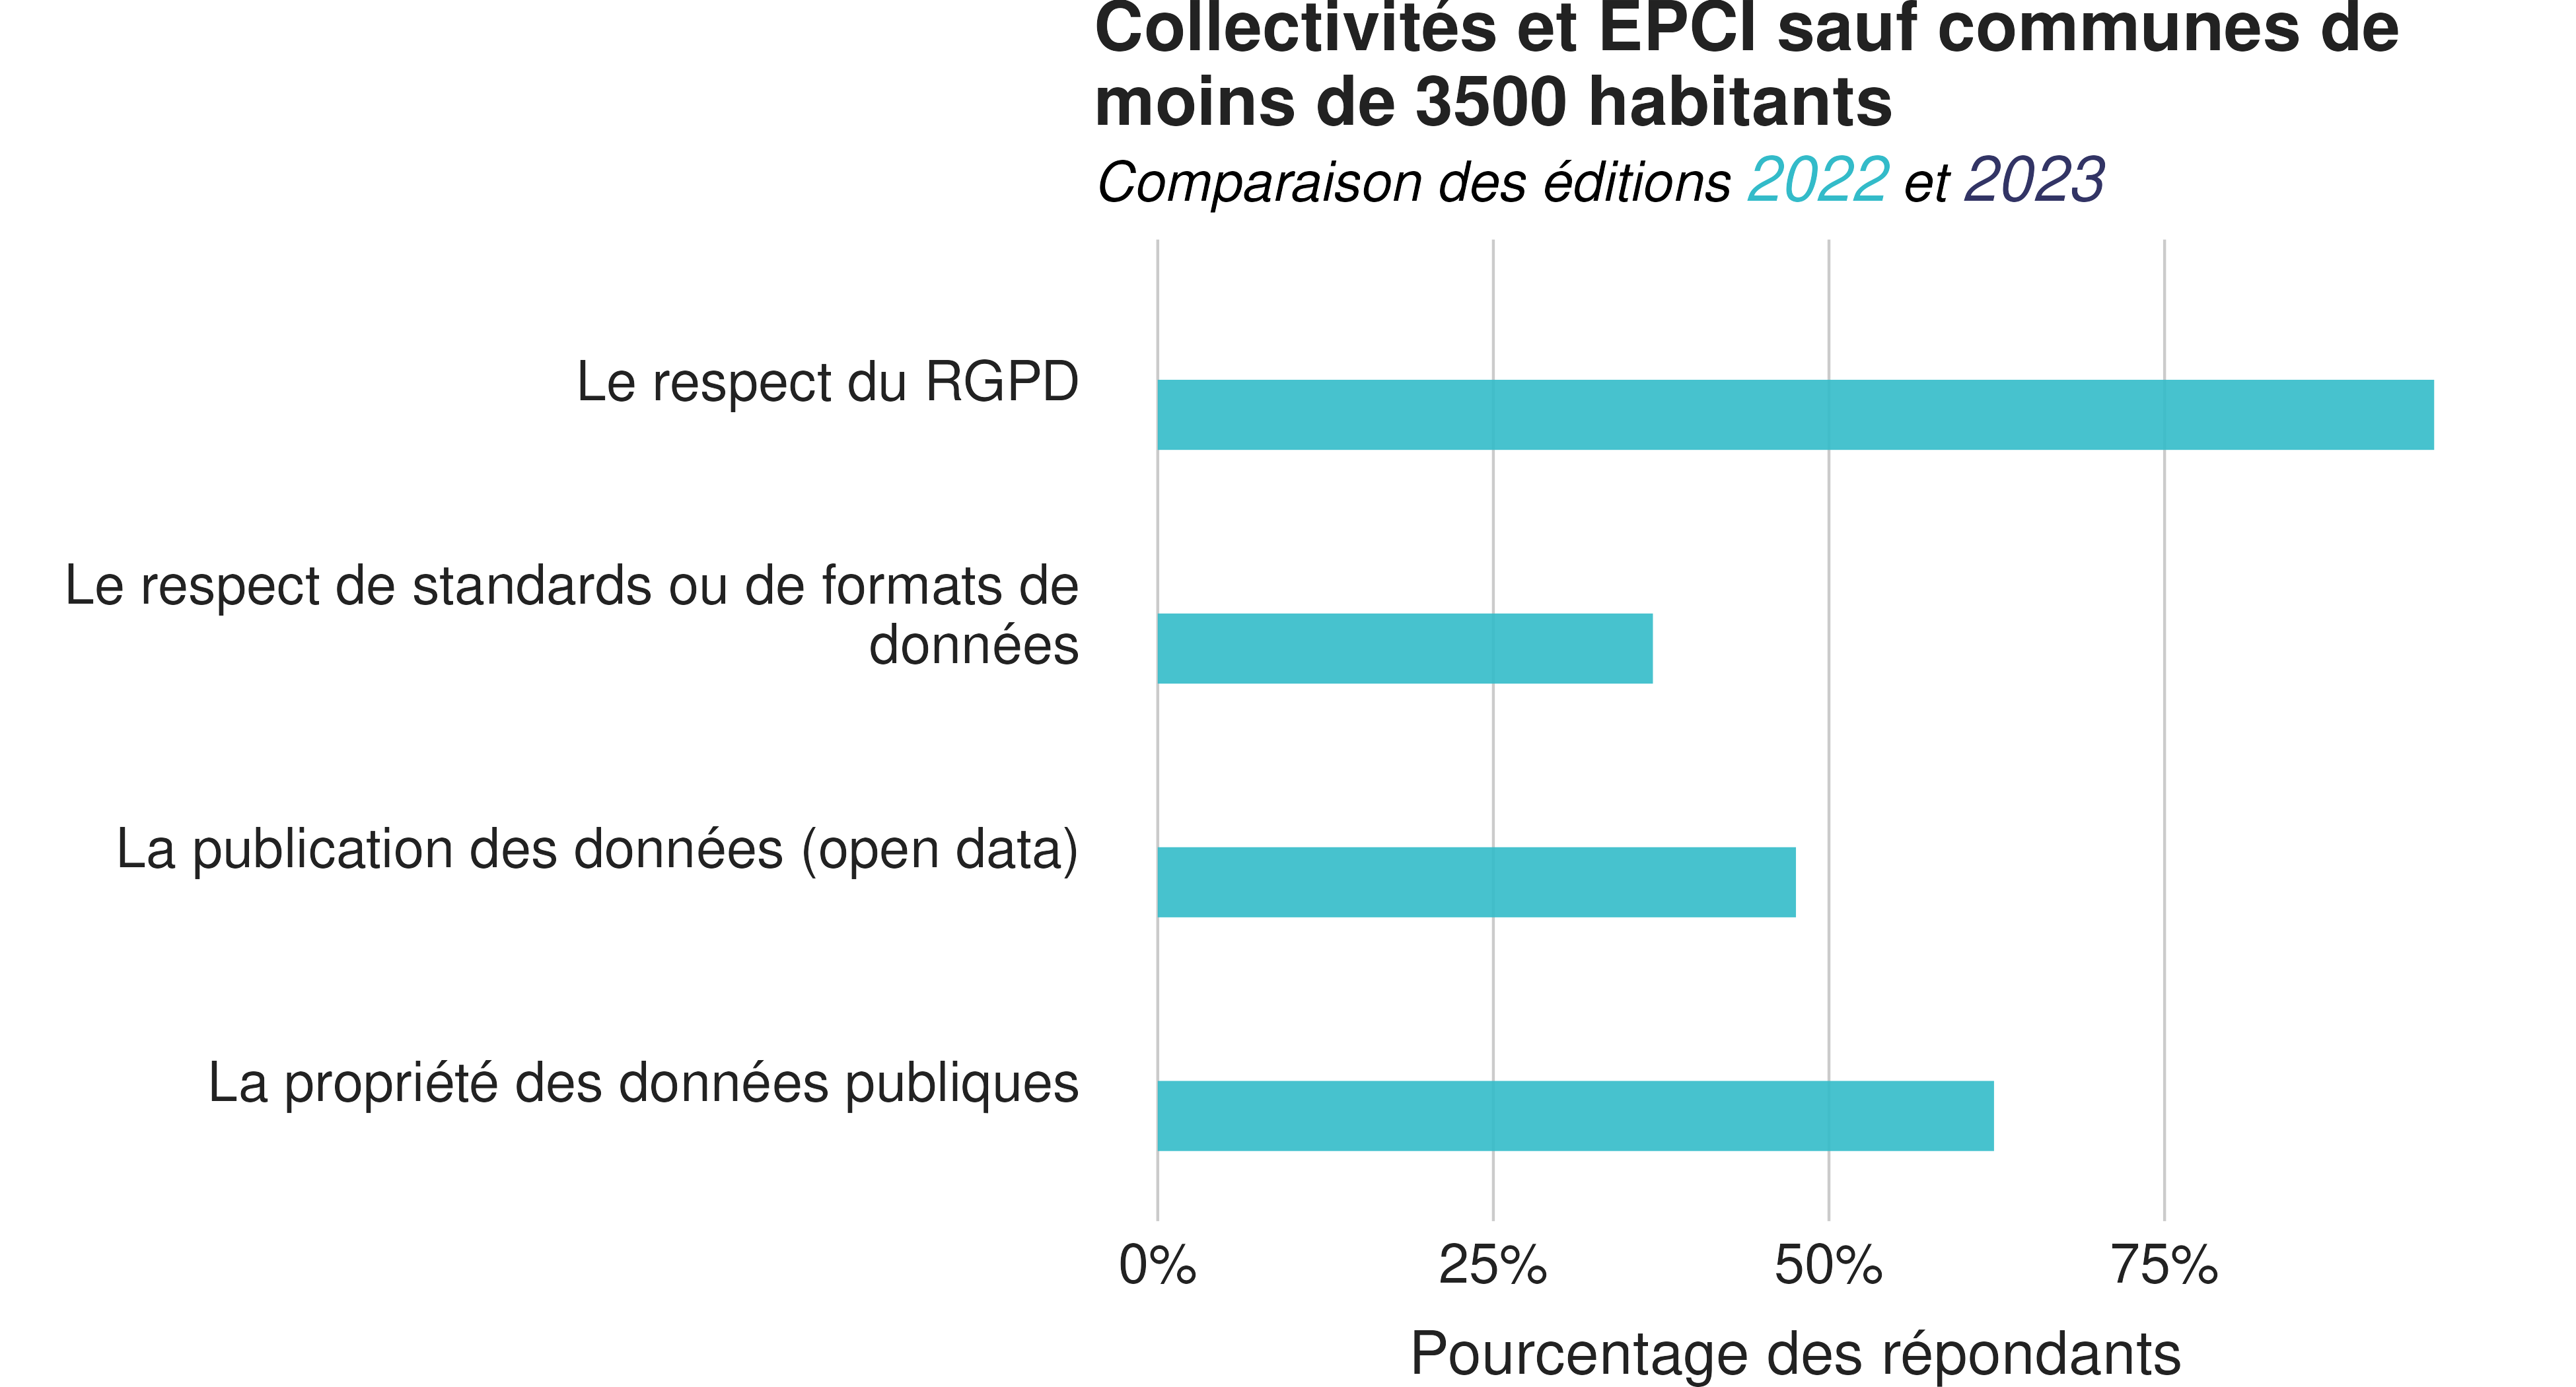 Collectivités et EPCI sauf communes de
moins de 3500 habitants
Comparaison des éditions 2022 et 2023
Le respect du RGPD
Le respect de standards ou de formats de
données
La publication des données (open data)
La propriété des données publiques
0% 25% 50% 75%
Pourcentage des répondants